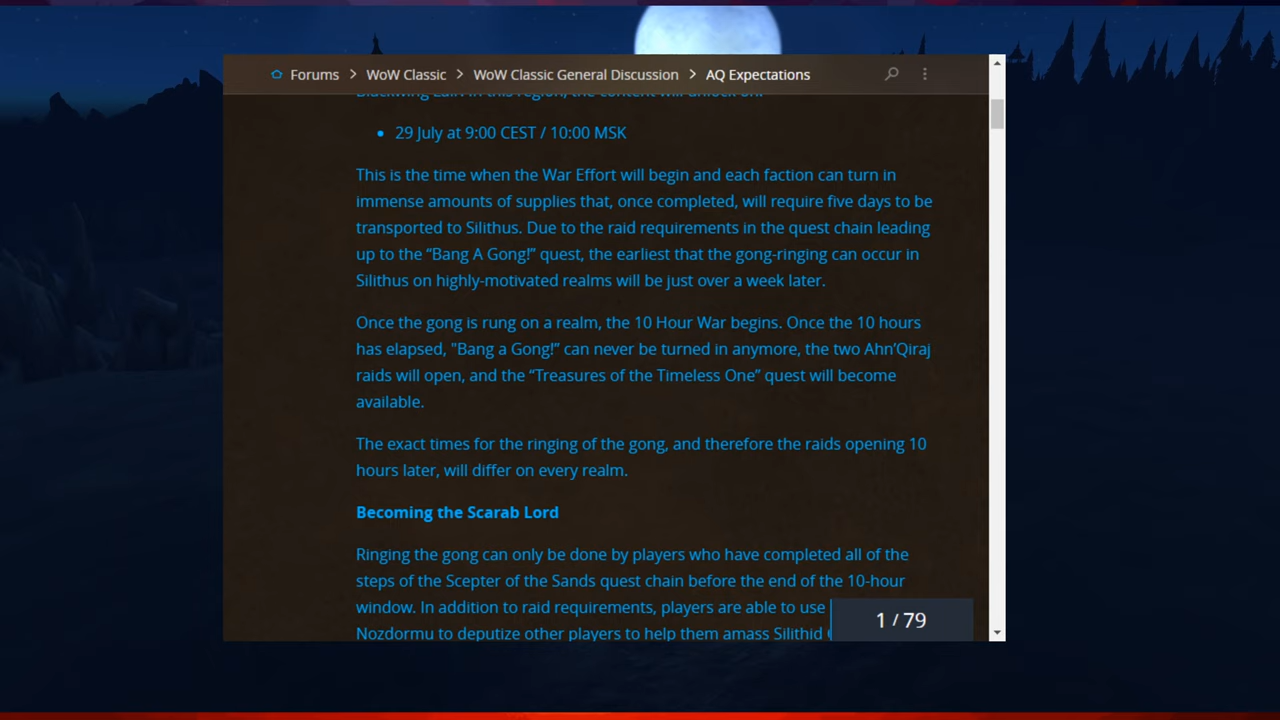 Forums > WoW Classic > WoW Classic General Discussion > AQ Expectations
Blackwing Lair in this region, the content will unlock on:
• 29 July at 9:00 CEST / 10:00 MSK
This is the time when the War Effort will begin and each faction can turn in
immense amounts of supplies that, once completed, will require five days to be
transported to Silithus. Due to the raid requirements in the quest chain leading
up to the “Bang A Gong!” quest, the earliest that the gong-ringing can occur in
Silithus on highly-motivated realms will be just over a week later.
Once the gong is rung on a realm, the 10 Hour War begins. Once the 10 hours
has elapsed, "Bang a Gong!” can never be turned in anymore, the two Ahn’Qiraj
raids will open, and the “Treasures of the Timeless One” quest will become
available.
The exact times for the ringing of the gong, and therefore the raids opening 10
hours later, will differ on every realm.
Becoming the Scarab Lord
Ringing the gong can only be done by players who have completed all of the
steps of the Scepter of the Sands quest chain before the end of the 10-hour
window. In addition to raid requirements, players are able to use
Nozdormu to deputize other players to help them amass Silithid
1 / 79